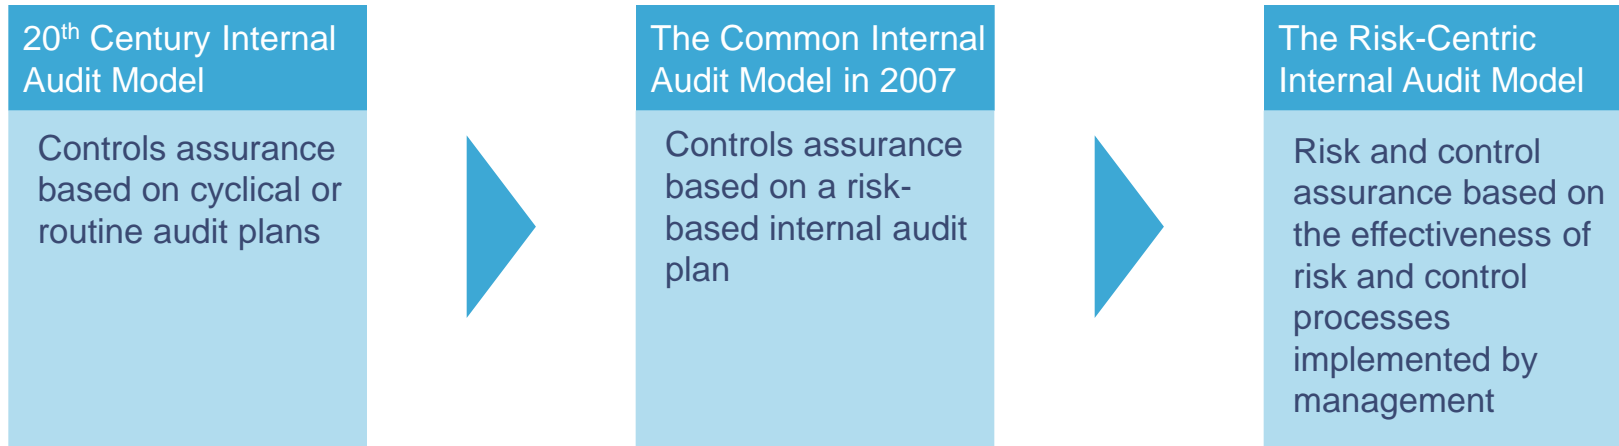 20th Century Internal
Audit Model
Controls assurance
based on cyclical or
routine audit plans
The Common Internal
Audit Model in 2007
Controls assurance
based on a risk-
based internal audit
plan
The Risk-Centric
Internal Audit Model
Risk and control
assurance based on
the effectiveness of
risk and control
processes
implemented by
management